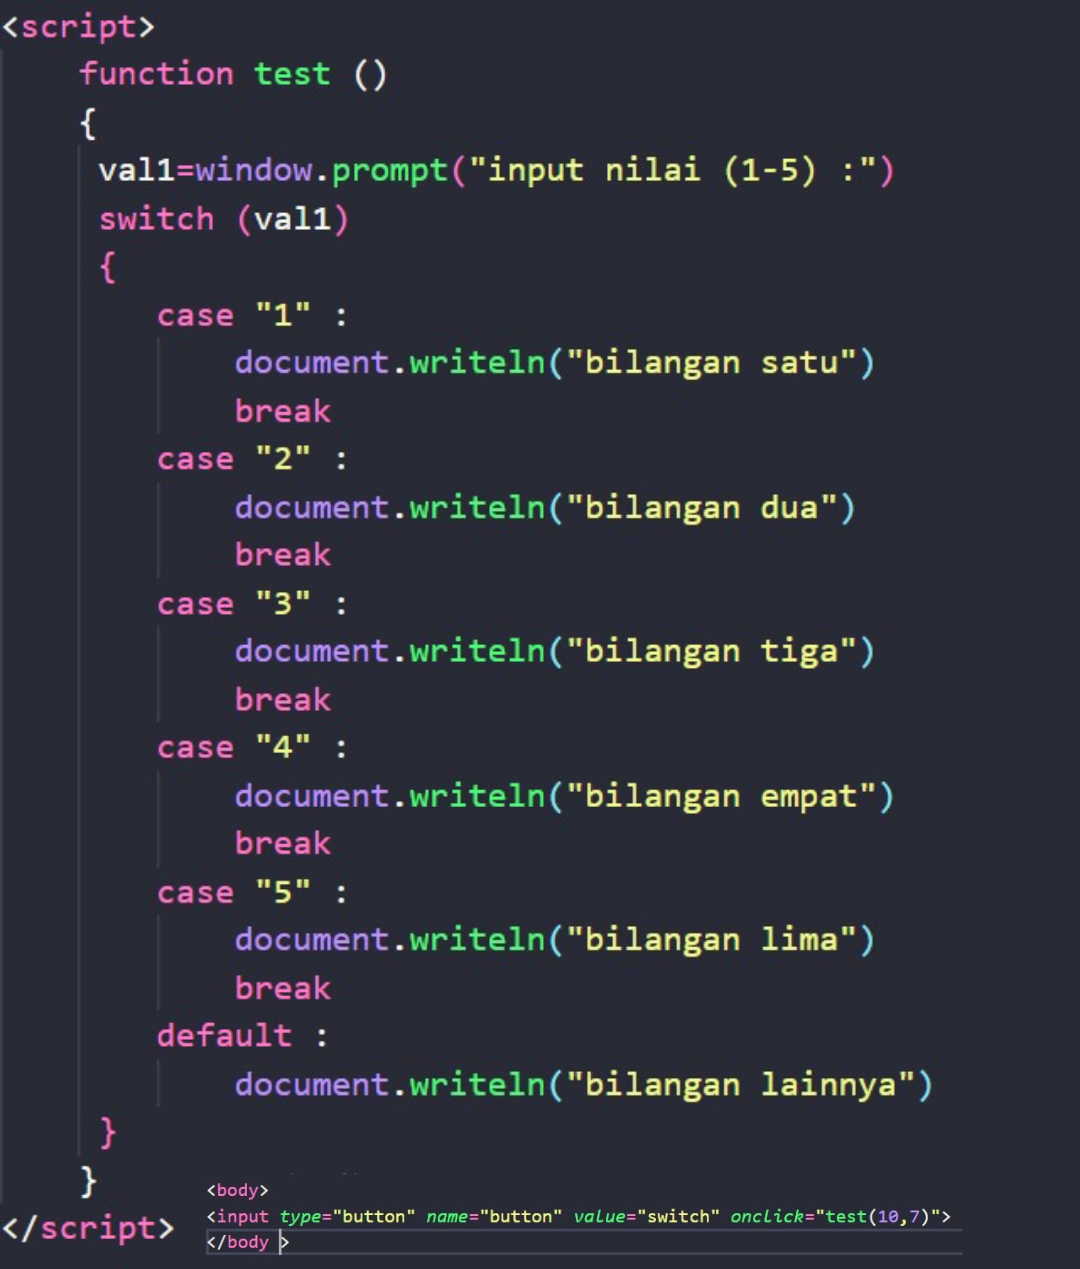 <script>
function test ()
{
val1=window.prompt("input nilai (1-5) :")
switch (val1)
{
case "1" :
document.writeln("bilangan satu")
break
case "2" :
document.writeln("bilangan dua")
break
case "3" :
document.writeln("bilangan tiga")
break
case "4" :
document.writeln("bilangan empat")
break
case "5" :
document.writeln("bilangan lima")
break
default :
document.writeln("bilangan lainnya")
}
}
</script>
<body>
<input type="button" name="button" value="switch" onclick="test(10,7)">
</body >